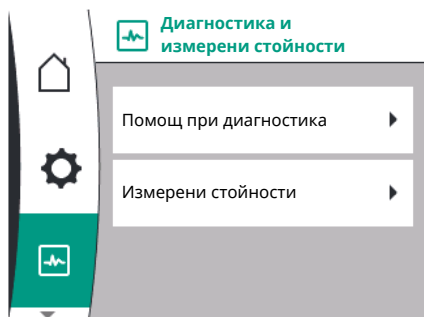 Диагностика и
измерени стойности
Помощ при диагностика
Измерени стойности